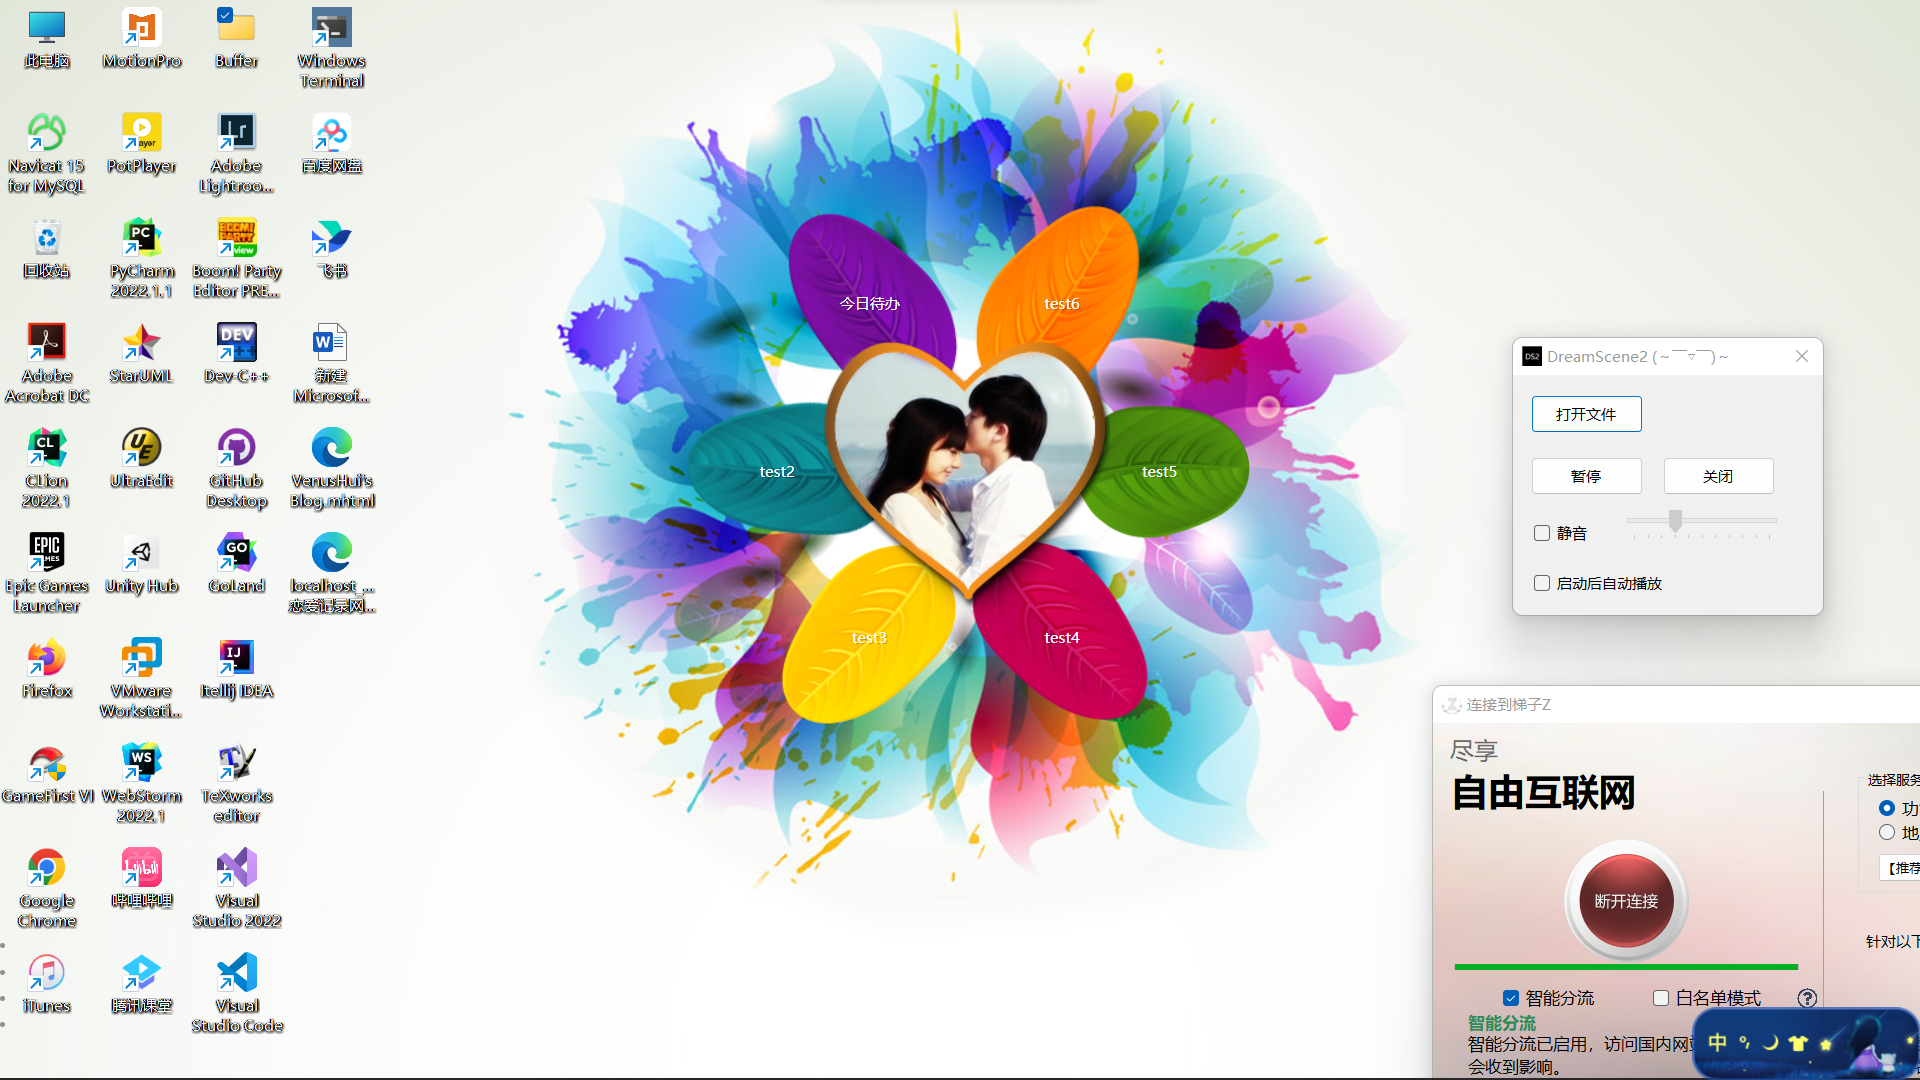 此电脑
MotionPro
Buffer
Windows
Terminal
Navicat 15
for MySQL
PotPlayer
Adobe
Lightroo...
百度网盘
回收站
PyCharm
2022.1.1
Boom! Party
Editor PRE...
飞书
Adobe
Acrobat DC
StarUML
Dev-C++
新建
Microsof...
CLion
2022.1
UltraEdit
GitHub
Desktop
VenusHui's
Blog.mhtml
Epic Games
Launcher
Unity Hub
GoLand
localhost_...
恋爱记录网...
Firefox
VMware
Workstati...
Itellij IDEA
GameFirst VI
WebStorm
2022.1
TeXworks
editor
Google
Chrome
哔哩哔哩
Visual
Studio 2022
iTunes
腾讯课堂
Visual
Studio Code
今日待办
test6
test2
test5
test3
test4
DS2 DreamScene2 (～￣▽￣)～
打开文件
暂停
关闭
静音
启动后自动播放
连接到梯子Z
尽享
自由互联网
断开连接
智能分流
白名单模式
智能分流
智能分流已启用，访问国内网
会收到影响。
选择服务
功
地
【推荐
针对以下
中